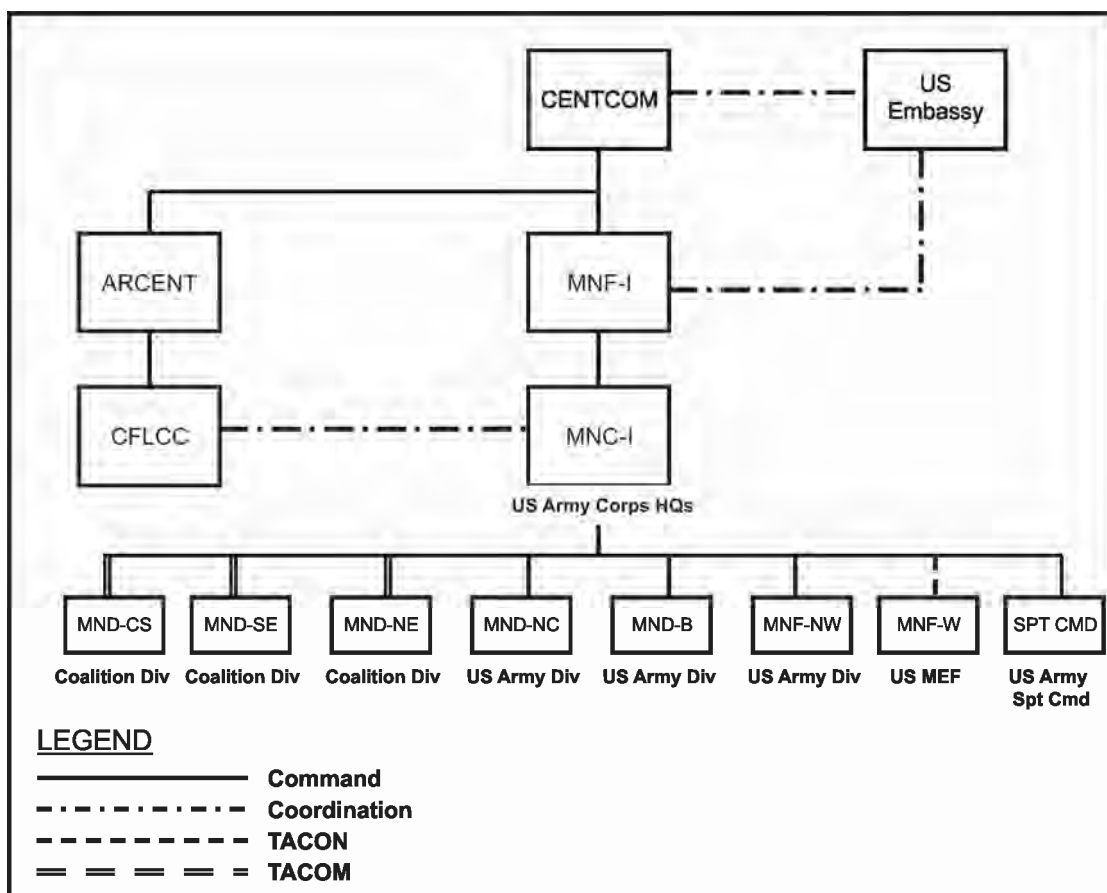 CENTCOM
US
Embassy
ARCENT
MNF-I
CFLCC
MNC-I
US Army Corps HQs
MND-CS
MND-SE
MND-NE
MND-NC
MND-B
MNF-NW
MNF-W
SPT CMD
Coalition Div
Coalition Div
Coalition Div
US Army Div
US Army Div
US Army Div
US MEF
US Army
Spt Cmd
LEGEND
Command
Coordination
TACON
TACOM